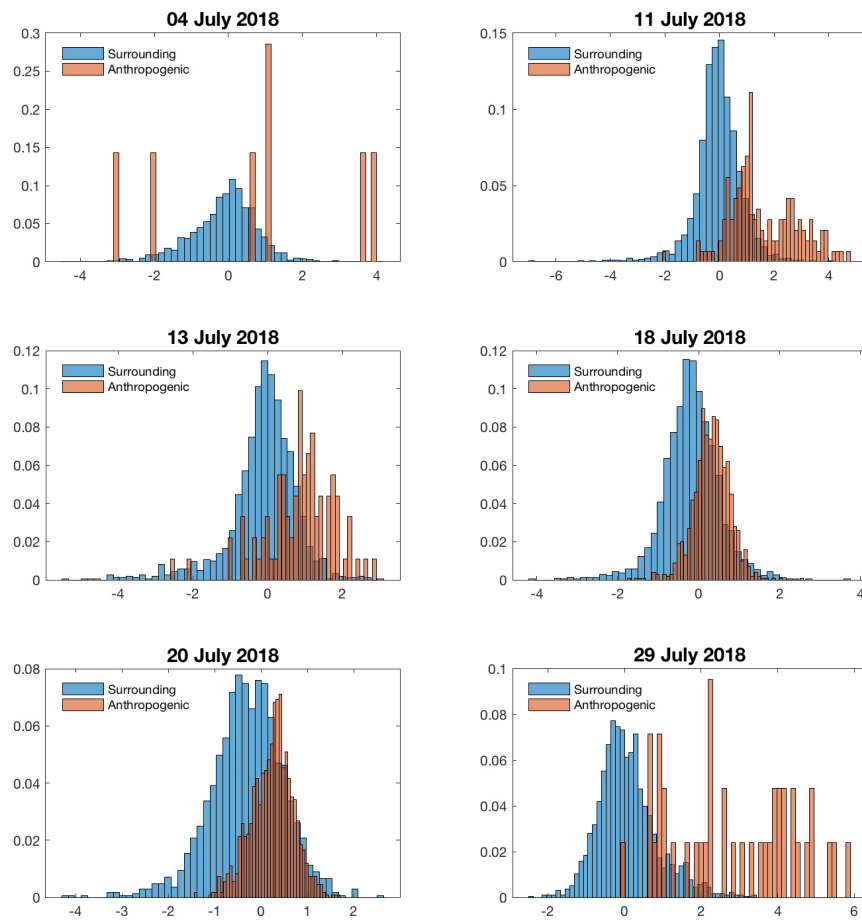 04 July 2018
0.3
0.25
0.2
0.15
0.1
0.05
0
Surrounding
Anthropogenic
-4 -2 0 2 4
11 July 2018
0.15
0.1
0.05
0
Surrounding
Anthropogenic
-6 -4 -2 0 2 4
13 July 2018
0.12
0.1
0.08
0.06
0.04
0.02
0
Surrounding
Anthropogenic
-4 -2 0 2
18 July 2018
0.12
0.1
0.08
0.06
0.04
0.02
0
Surrounding
Anthropogenic
-4 -2 0 2 4
20 July 2018
0.08
0.06
0.04
0.02
0
Surrounding
Anthropogenic
-4 -3 -2 -1 0 1 2
29 July 2018
0.1
0.08
0.06
0.04
0.02
0
Surrounding
Anthropogenic
-2 0 2 4 6